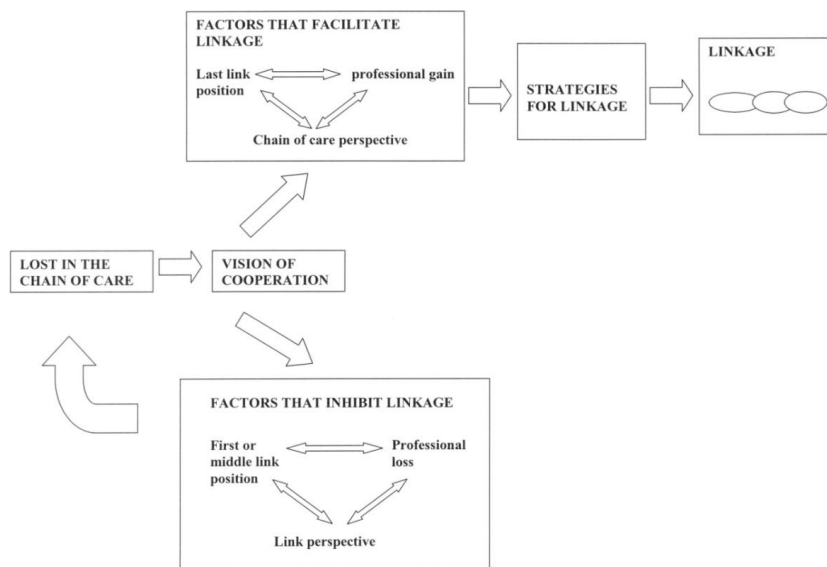 FACTORS THAT FACILITATE
LINKAGE
Last link
position
professional gain
Chain of care perspective
STRATEGIES
FOR LINKAGE
LINKAGE
LOST IN THE
CHAIN OF CARE
VISION OF
COOPERATION
FACTORS THAT INHIBIT LINKAGE
First or
middle link
position
Professional
loss
Link perspective